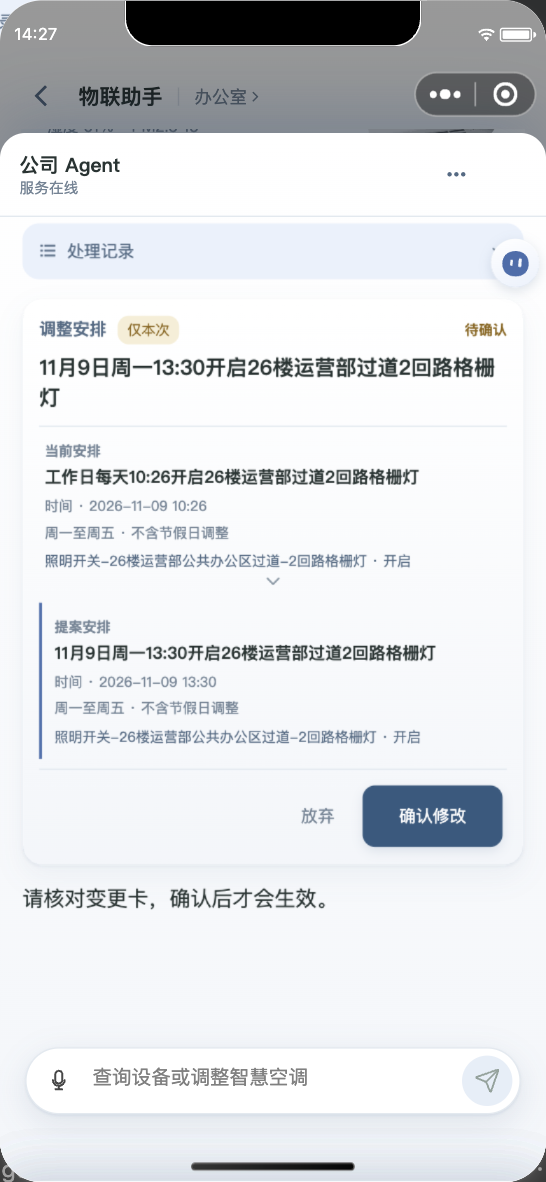 14:27
物联助手
办公室
公司 Agent
服务在线
处理记录
调整安排 仅本次 待确认
11月9日周一13:30开启26楼运营部过道2回路格栅
灯
当前安排
工作日每天10:26开启26楼运营部过道2回路格栅灯
时间 · 2026-11-09 10:26
周一至周五 · 不含节假日调整
照明开关-26楼运营部公共办公区过道-2回路格栅灯 · 开启
提案安排
11月9日周一13:30开启26楼运营部过道2回路格栅灯
时间 · 2026-11-09 13:30
周一至周五 · 不含节假日调整
照明开关-26楼运营部公共办公区过道-2回路格栅灯 · 开启
放弃
确认修改
请核对变更卡，确认后才会生效。
查询设备或调整智慧空调